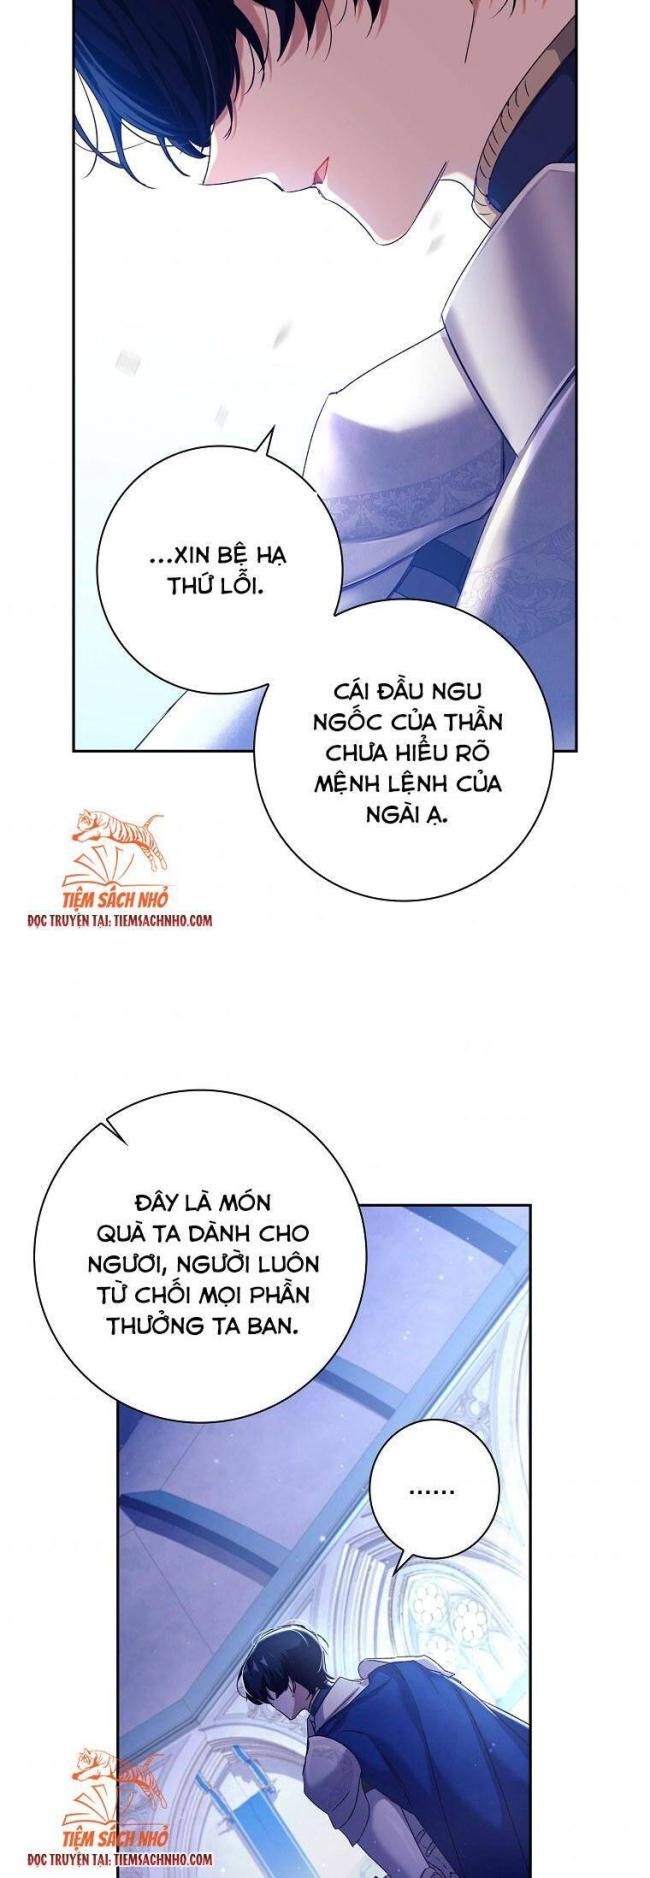 ...XIN BỆ HẠ
THỨ LỖI.
CÁI ĐẦU NGU
NGỐC CỦA THẦN
CHƯA HIỂU RÕ
MỆNH LỆNH CỦA
NGÀI Ạ.
TIỆM SÁCH NHỎ
ĐỌC TRUYỆN TẠI: TIEMSACHNHO.COM
ĐÂY LÀ MÓN
QUÀ TA DÀNH CHO
NGƯƠI, NGƯỜI LUÔN
TỪ CHỐI MỌI PHẦN
THƯỞNG TA BAN.
......
TIỆM SÁCH NHỎ
ĐỌC TRUYỆN TẠI: TIEMSACHNHO.COM